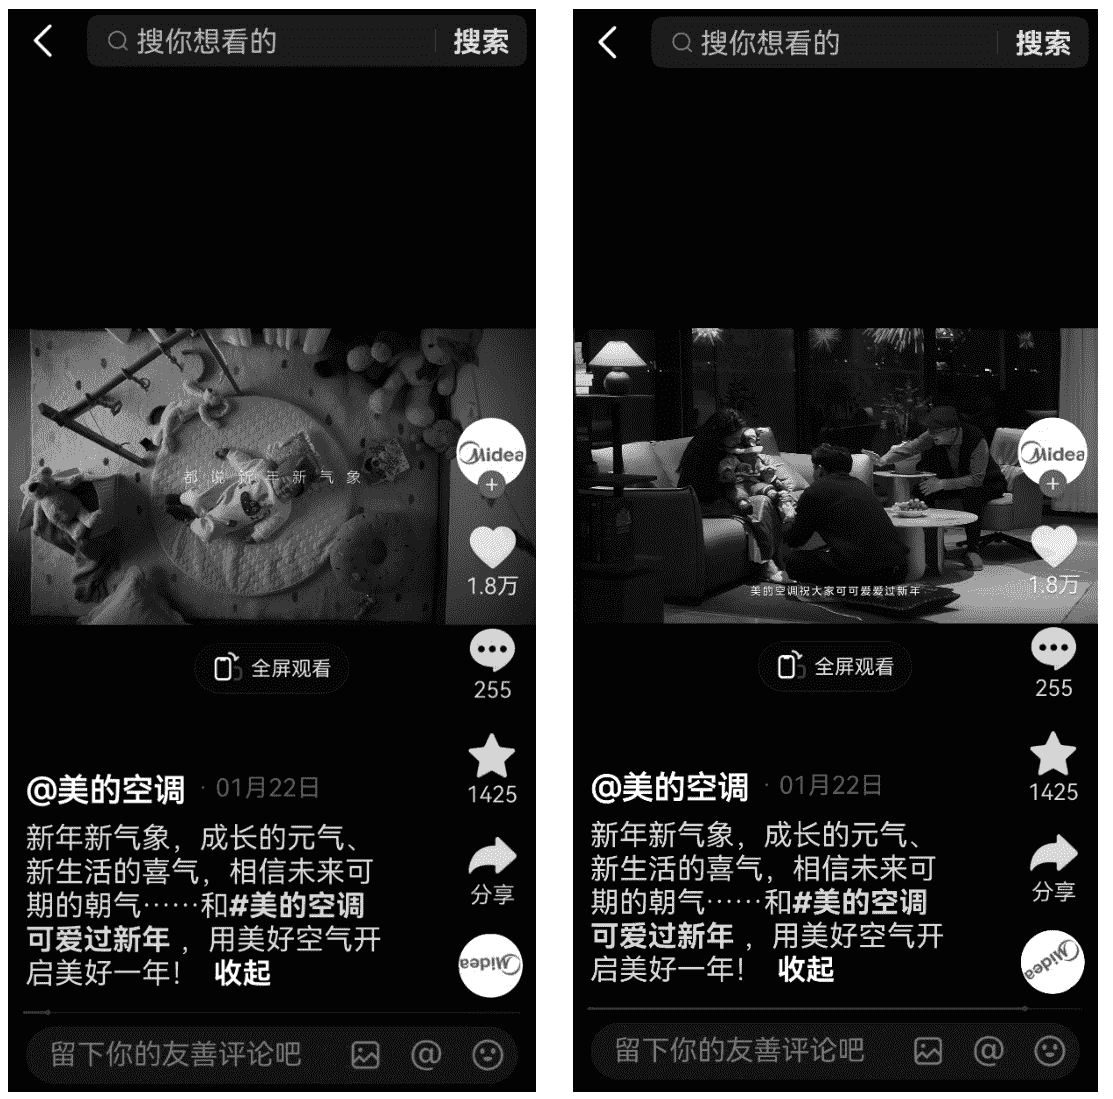 搜你想看的
搜索
都说新年新气象
Midea
1.8万
全屏观看
255
@美的空调 · 01月22日
1425
新年新气象，成长的元气、
新生活的喜气，相信未来可
期的朝气……和#美的空调
可爱过新年，用美好空气开
启美好一年！ 收起
分享
Midea
留下你的友善评论吧
搜你想看的
搜索
Midea
1.8万
美的空调祝大家可可爱爱过新年
全屏观看
255
@美的空调 · 01月22日
1425
新年新气象，成长的元气、
新生活的喜气，相信未来可
期的朝气……和#美的空调
可爱过新年，用美好空气开
启美好一年！ 收起
分享
Midea
留下你的友善评论吧